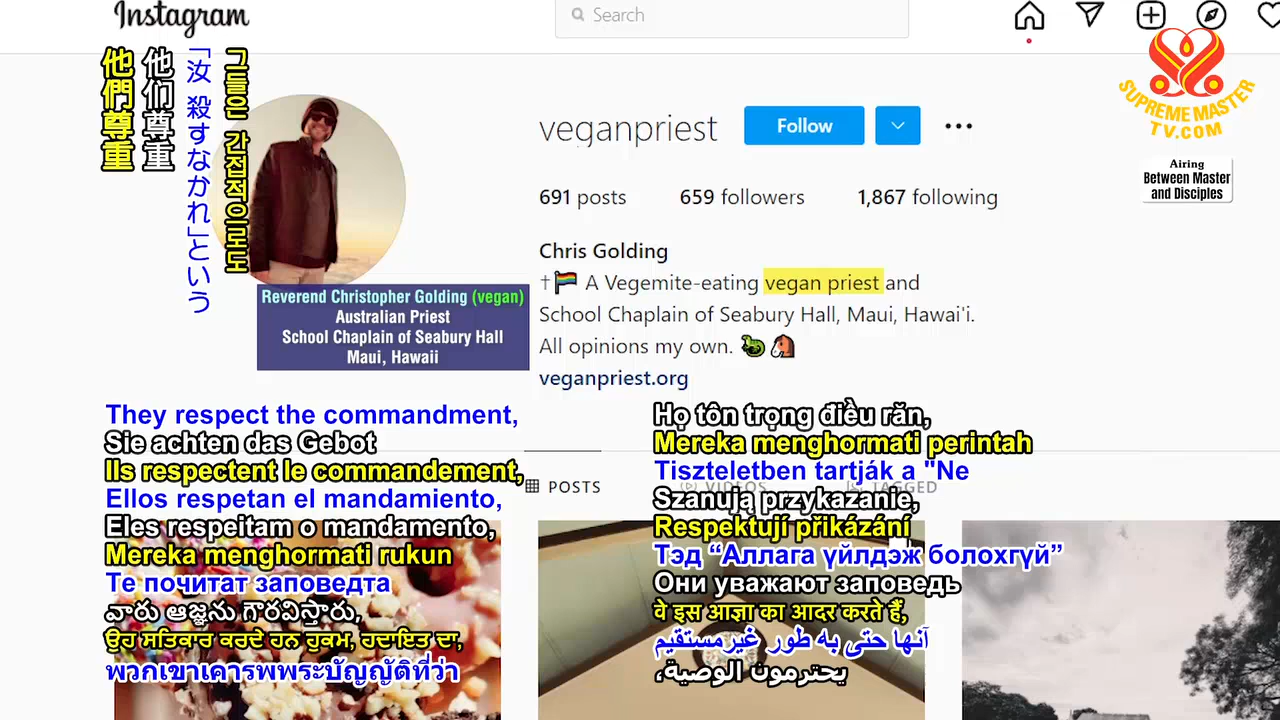 Instagram
Search
SUPREME MASTER
TV.COM
Airing
Between Master
and Disciples
veganpriest
Follow
691 posts 659 followers 1,867 following
Chris Golding
†🏳️‍🌈 A Vegemite-eating vegan priest and
School Chaplain of Seabury Hall, Maui, Hawai'i.
All opinions my own. 🐍🐴
veganpriest.org
Reverend Christopher Golding (vegan)
Australian Priest
School Chaplain of Seabury Hall
Maui, Hawaii
他們尊重
他们尊重
「汝 殺すなかれ」という
그들은 간접적으로도
They respect the commandment,
Sie achten das Gebot
Ils respectent le commandement,
Ellos respetan el mandamiento,
Eles respeitam o mandamento,
Mereka menghormati rukun
Те почитат заповедта
వారు ఆజ్ఞను గౌరవిస్తారు,
ਉਹ ਸਤਿਕਾਰ ਕਰਦੇ ਹਨ ਹੁਕਮ, ਹਦਾਇਤ ਦਾ,
พวกเขาเคารพพระบัญญัติที่ว่า
Họ tôn trọng điều răn,
Mereka menghormati perintah
Tiszteletben tartják a "Ne
Szanują przykazanie,
Respektují přikázání
Тэд “Аллага үйлдэж болохгүй”
Они уважают заповедь
वे इस आज्ञा का आदर करते हैं,
آنها حتی به طور غیرمستقیم
يحترمون الوصية،
POSTS VIDEOS TAGGED